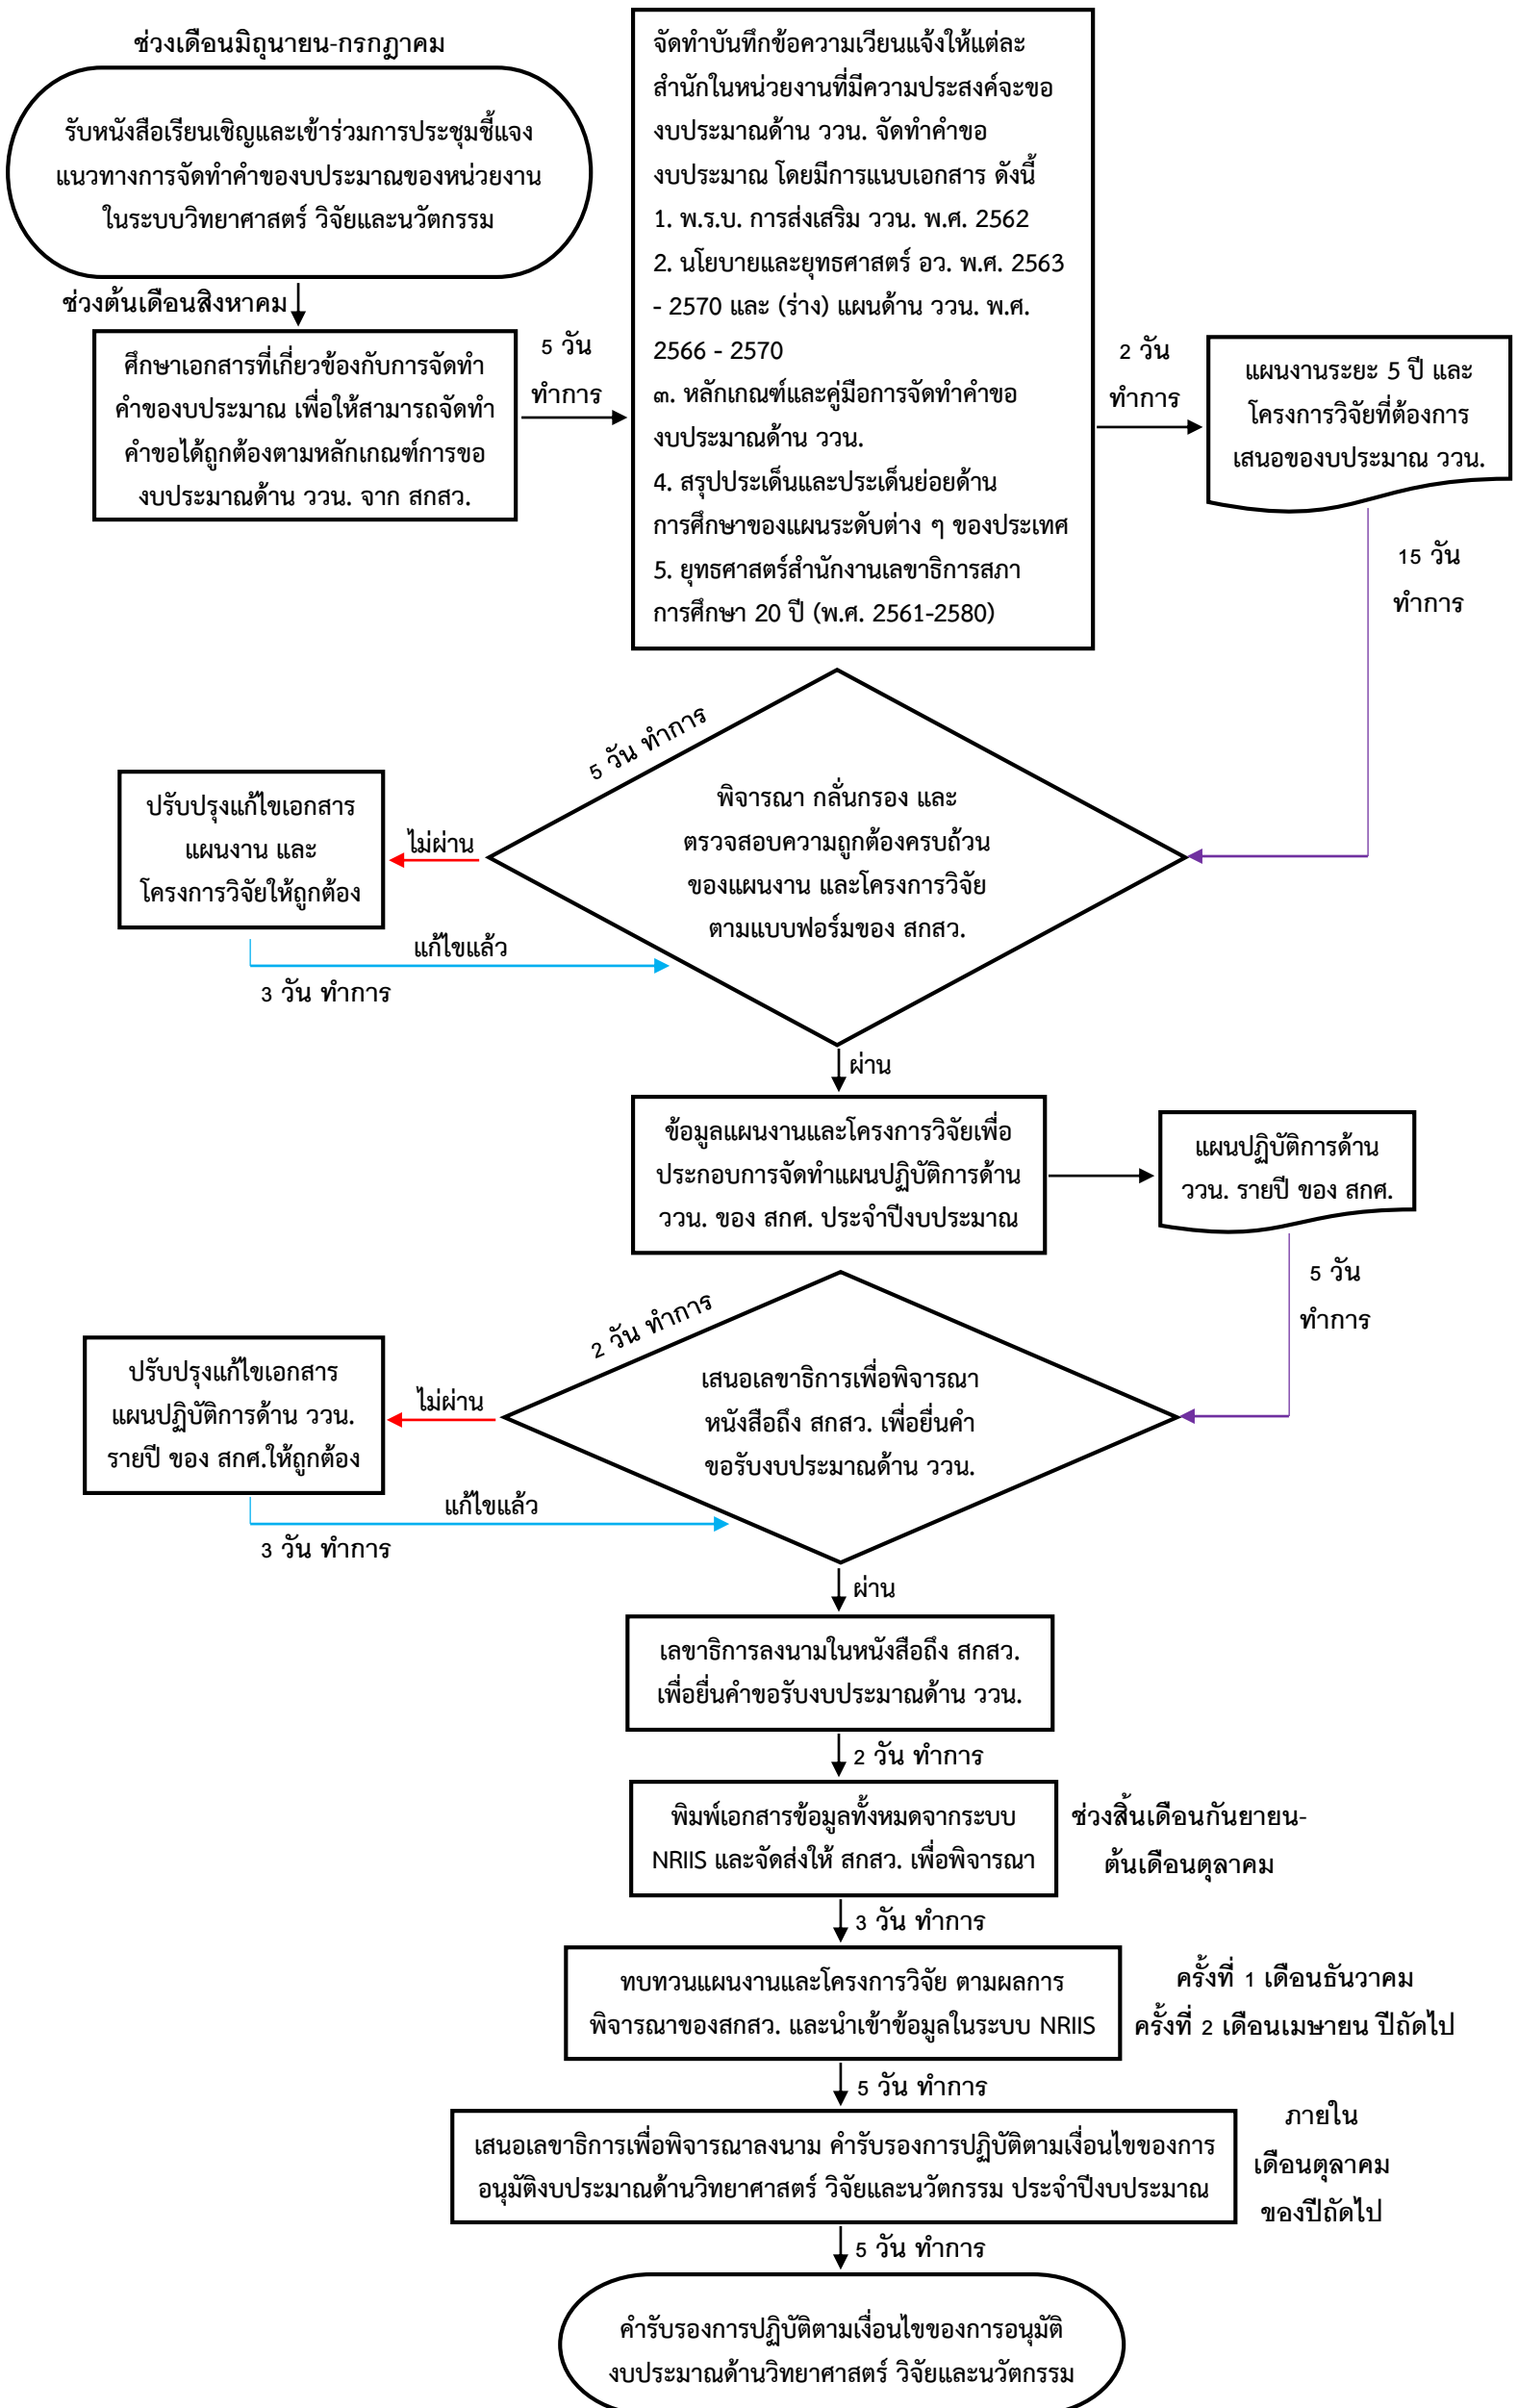 ช่วงเดือนมิถุนายน-กรกฎาคม
รับหนังสือเรียนเชิญและเข้าร่วมการประชุมชี้แจง
แนวทางการจัดทำคำของบประมาณของหน่วยงาน
ในระบบวิทยาศาสตร์ วิจัยและนวัตกรรม
ช่วงต้นเดือนสิงหาคม
ศึกษาเอกสารที่เกี่ยวข้องกับการจัดทำ
คำของบประมาณ เพื่อให้สามารถจัดทำ
คำขอได้ถูกต้องตามหลักเกณฑ์การขอ
งบประมาณด้าน ววน. จาก สกสว.
5 วัน
ทำการ
จัดทำบันทึกข้อความเวียนแจ้งให้แต่ละ
สำนักในหน่วยงานที่มีความประสงค์จะขอ
งบประมาณด้าน ววน. จัดทำคำขอ
งบประมาณ โดยมีการแนบเอกสาร ดังนี้
1. พ.ร.บ. การส่งเสริม ววน. พ.ศ. 2562
2. นโยบายและยุทธศาสตร์ อว. พ.ศ. 2563
- 2570 และ (ร่าง) แผนด้าน ววน. พ.ศ.
2566 - 2570
๓. หลักเกณฑ์และคู่มือการจัดทำคำขอ
งบประมาณด้าน ววน.
4. สรุปประเด็นและประเด็นย่อยด้าน
การศึกษาของแผนระดับต่าง ๆ ของประเทศ
5. ยุทธศาสตร์สำนักงานเลขาธิการสภา
การศึกษา 20 ปี (พ.ศ. 2561-2580)
2 วัน
ทำการ
แผนงานระยะ 5 ปี และ
โครงการวิจัยที่ต้องการ
เสนอของบประมาณ ววน.
15 วัน
ทำการ
5 วัน ทำการ
พิจารณา กลั่นกรอง และ
ตรวจสอบความถูกต้องครบถ้วน
ของแผนงาน และโครงการวิจัย
ตามแบบฟอร์มของ สกสว.
ไม่ผ่าน
ปรับปรุงแก้ไขเอกสาร
แผนงาน และ
โครงการวิจัยให้ถูกต้อง
แก้ไขแล้ว
3 วัน ทำการ
ผ่าน
ข้อมูลแผนงานและโครงการวิจัยเพื่อ
ประกอบการจัดทำแผนปฏิบัติการด้าน
ววน. ของ สกศ. ประจำปีงบประมาณ
แผนปฏิบัติการด้าน
ววน. รายปี ของ สกศ.
5 วัน
ทำการ
2 วัน ทำการ
เสนอเลขาธิการเพื่อพิจารณา
หนังสือถึง สกสว. เพื่อยื่นคำ
ขอรับงบประมาณด้าน ววน.
ไม่ผ่าน
ปรับปรุงแก้ไขเอกสาร
แผนปฏิบัติการด้าน ววน.
รายปี ของ สกศ.ให้ถูกต้อง
แก้ไขแล้ว
3 วัน ทำการ
ผ่าน
เลขาธิการลงนามในหนังสือถึง สกสว.
เพื่อยื่นคำขอรับงบประมาณด้าน ววน.
2 วัน ทำการ
พิมพ์เอกสารข้อมูลทั้งหมดจากระบบ
NRIIS และจัดส่งให้ สกสว. เพื่อพิจารณา
ช่วงสิ้นเดือนกันยายน-
ต้นเดือนตุลาคม
3 วัน ทำการ
ทบทวนแผนงานและโครงการวิจัย ตามผลการ
พิจารณาของสกสว. และนำเข้าข้อมูลในระบบ NRIIS
ครั้งที่ 1 เดือนธันวาคม
ครั้งที่ 2 เดือนเมษายน ปีถัดไป
5 วัน ทำการ
เสนอเลขาธิการเพื่อพิจารณาลงนาม คำรับรองการปฏิบัติตามเงื่อนไขของการ
อนุมัติงบประมาณด้านวิทยาศาสตร์ วิจัยและนวัตกรรม ประจำปีงบประมาณ
ภายใน
เดือนตุลาคม
ของปีถัดไป
5 วัน ทำการ
คำรับรองการปฏิบัติตามเงื่อนไขของการอนุมัติ
งบประมาณด้านวิทยาศาสตร์ วิจัยและนวัตกรรม